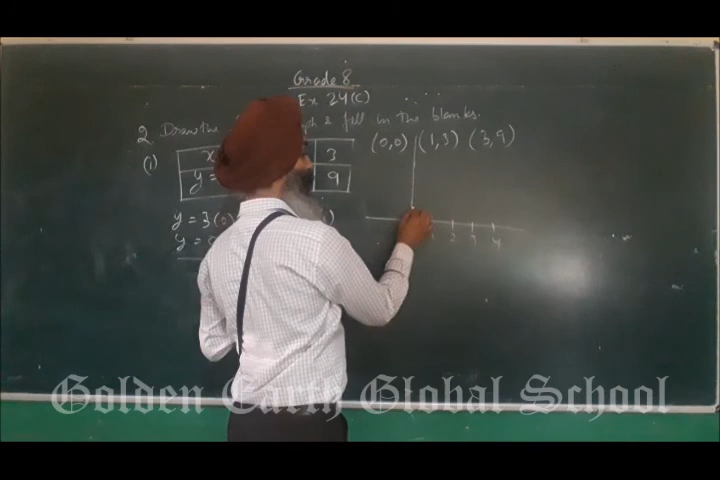 Grade 8
Ex 24(C)
2. Draw the & fill in the blanks.
(1) x 3 (0,0) (1,3) (3,9)
y = 9
y = 3(0)
y =
2 3 4
Golden Earth Global School